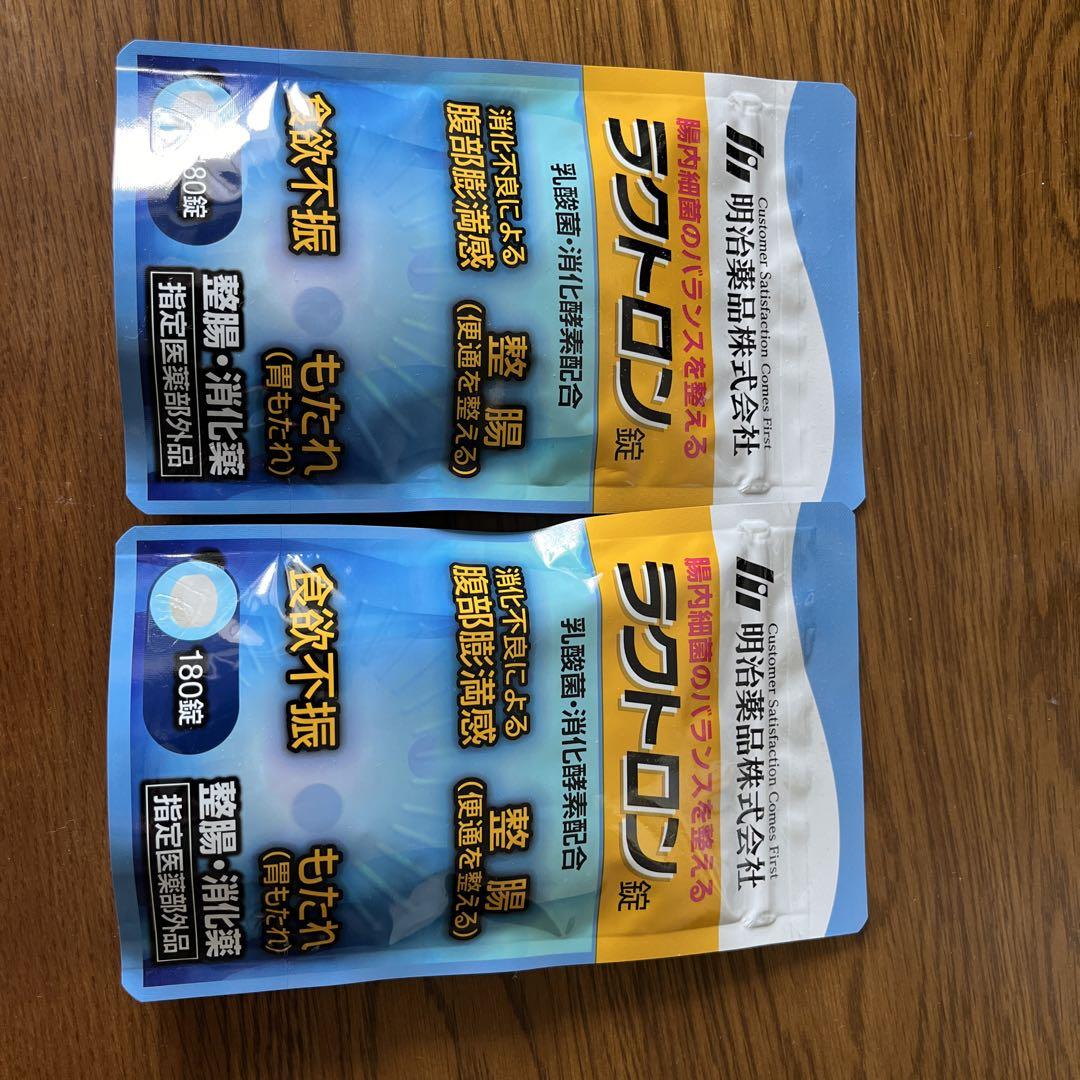 明治薬品株式会社
Customer Satisfaction Comes First
腸内細菌のバランスを整える
ラクトロン錠
乳酸菌・消化酵素配合
消化不良による
腹部膨満感
整腸
(便通を整える)
食欲不振
もたれ
(胃もたれ)
180錠
整腸・消化薬
指定医薬部外品
明治薬品株式会社
Customer Satisfaction Comes First
腸内細菌のバランスを整える
ラクトロン錠
乳酸菌・消化酵素配合
消化不良による
腹部膨満感
整腸
(便通を整える)
食欲不振
もたれ
(胃もたれ)
180錠
整腸・消化薬
指定医薬部外品